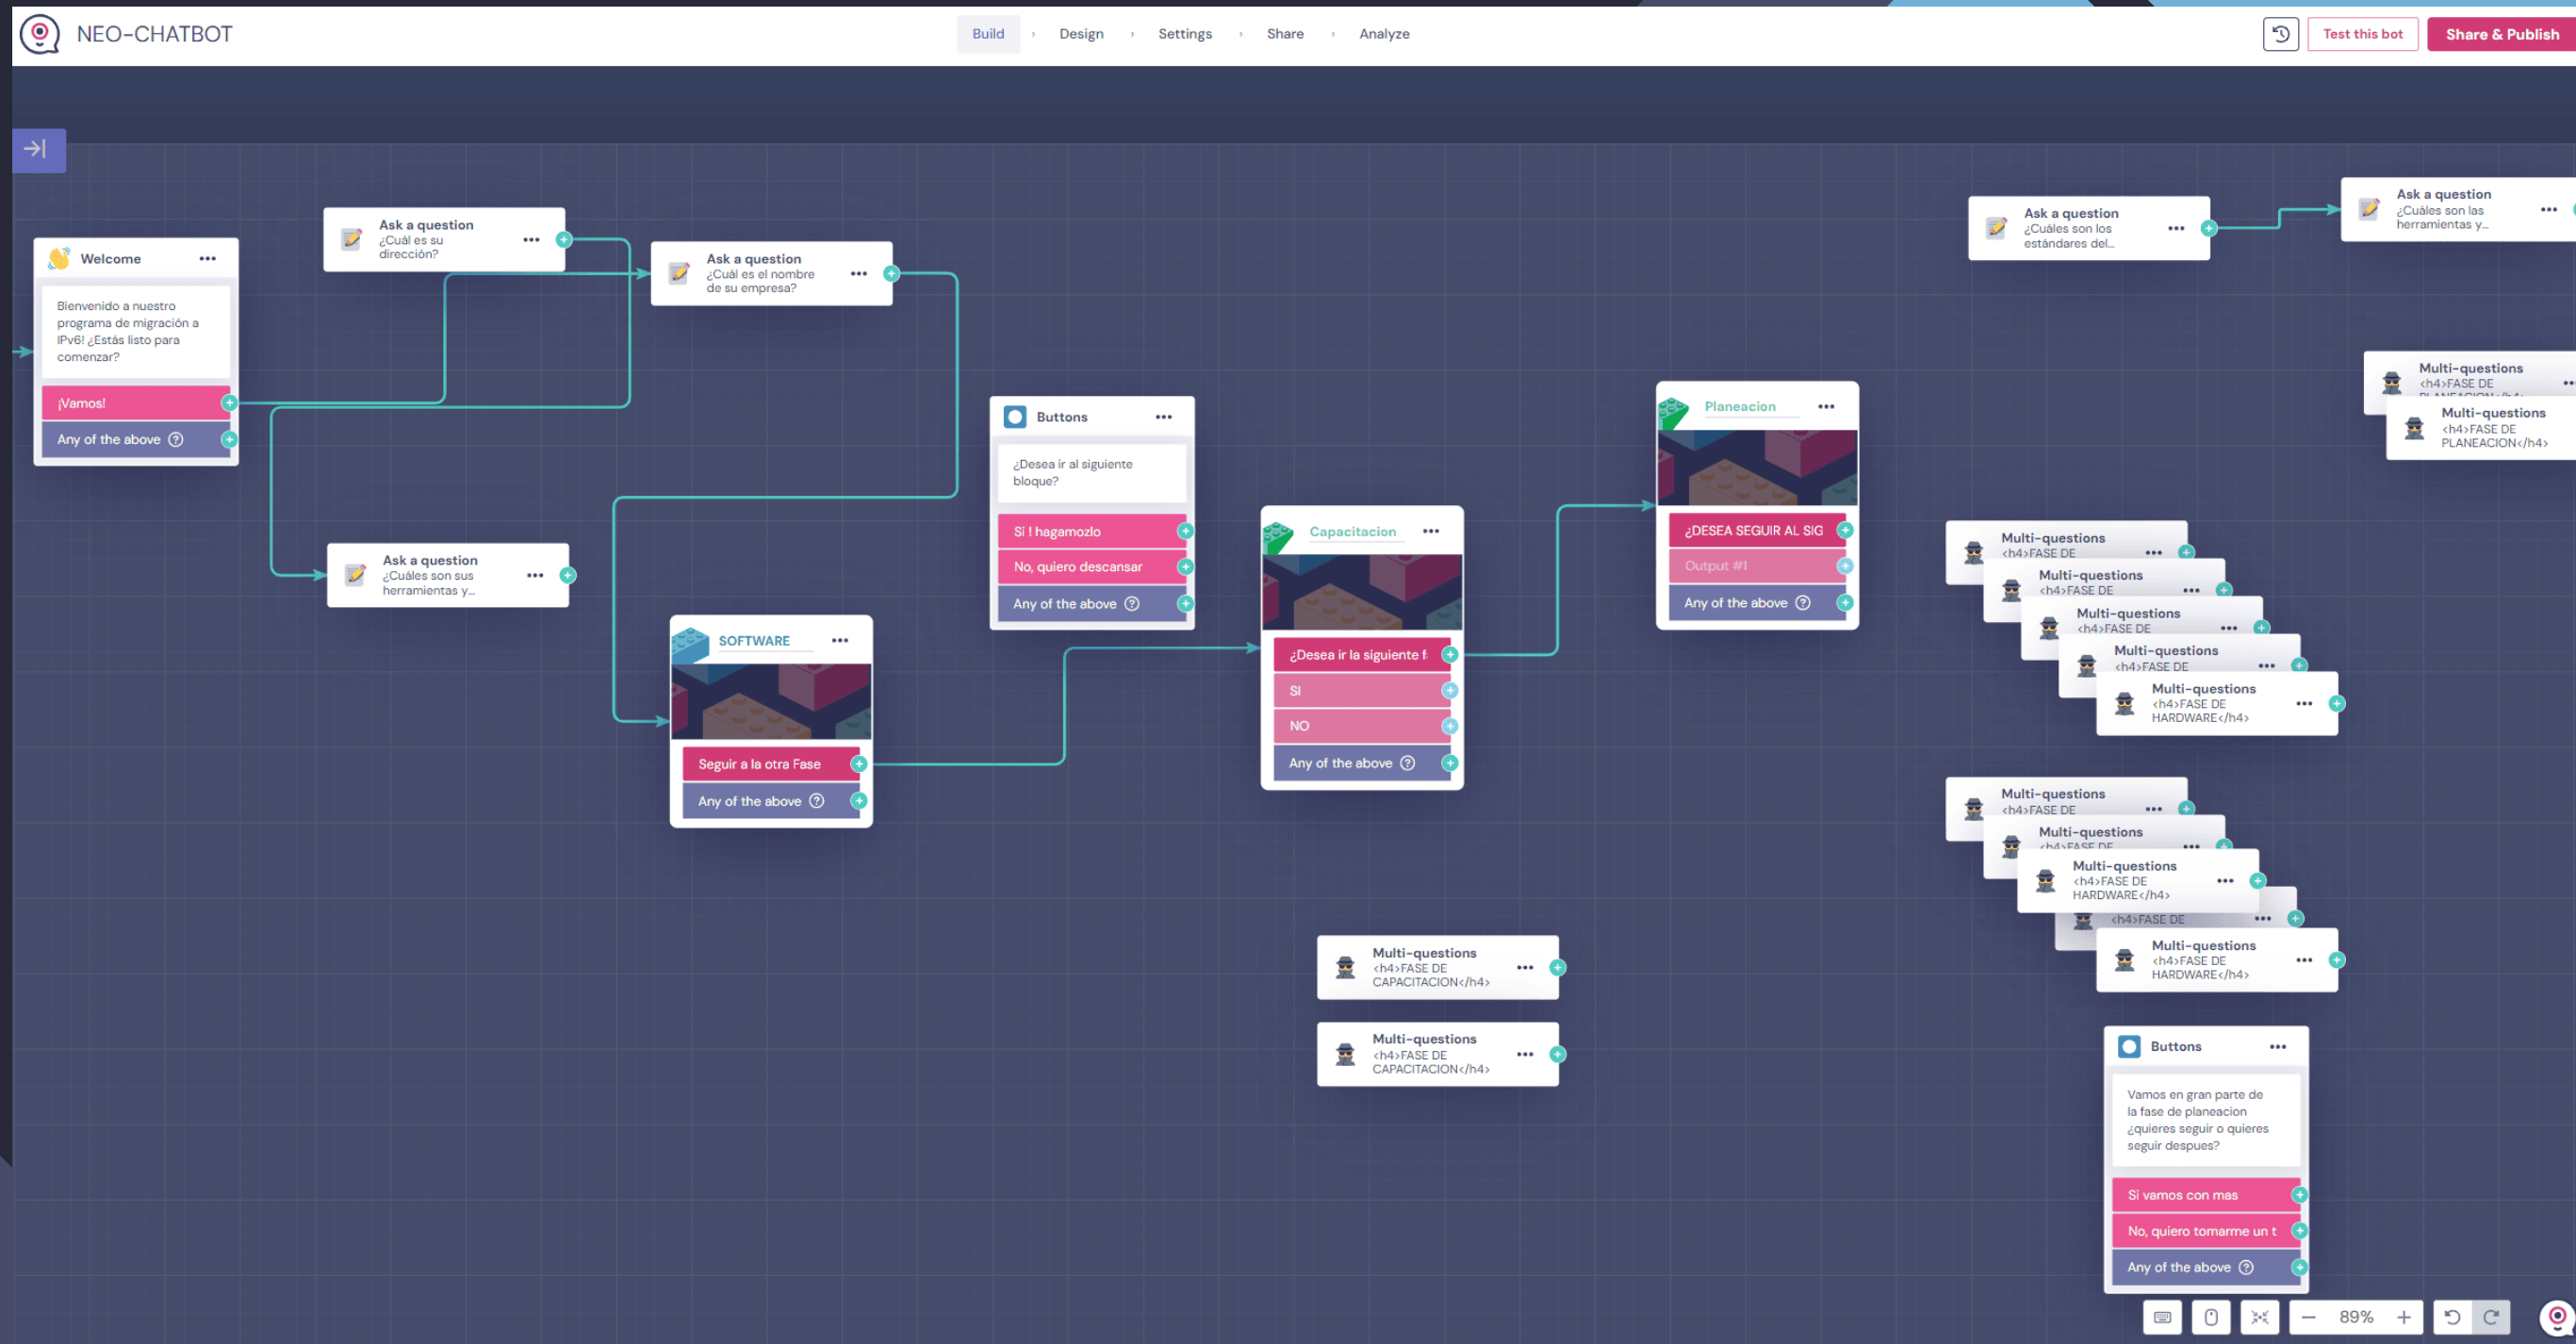 NEO-CHATBOT
Build
Design
Settings
Share
Analyze
Test this bot
Share & Publish
Welcome
Bienvenido a nuestro
programa de migración a
IPv6! ¿Estás listo para
comenzar?
¡Vamos!
Any of the above
Ask a question
¿Cuál es su
dirección?
Ask a question
¿Cuál es el nombre
de su empresa?
Ask a question
¿Cuáles son sus
herramientas y...
SOFTWARE
Seguir a la otra Fase
Any of the above
Buttons
¿Desea ir al siguiente
bloque?
Si ! hagamozlo
No, quiero descansar
Any of the above
Capacitacion
¿Desea ir la siguiente f
SI
NO
Any of the above
Planeacion
¿DESEA SEGUIR AL SIG
Output #1
Any of the above
Multi-questions
<h4>FASE DE
CAPACITACION</h4>
Multi-questions
<h4>FASE DE
CAPACITACION</h4>
Ask a question
¿Cuáles son los
estándares del...
Ask a question
¿Cuáles son las
herramientas y...
Multi-questions
<h4>FASE DE
Multi-questions
<h4>FASE DE
PLANEACION</h4>
Multi-questions
<h4>FASE DE
Multi-questions
<h4>FASE DE
Multi-questions
<h4>FASE DE
Multi-questions
<h4>FASE DE
Multi-questions
<h4>FASE DE
HARDWARE</h4>
Multi-questions
<h4>FASE DE
Multi-questions
<h4>FASE DE
Multi-questions
<h4>FASE DE
HARDWARE</h4>
<h4>FASE DE
Multi-questions
<h4>FASE DE
HARDWARE</h4>
Buttons
Vamos en gran parte de
la fase de planeacion
¿quieres seguir o quieres
seguir despues?
Si vamos con mas
No, quiero tomarme un t
Any of the above
89%